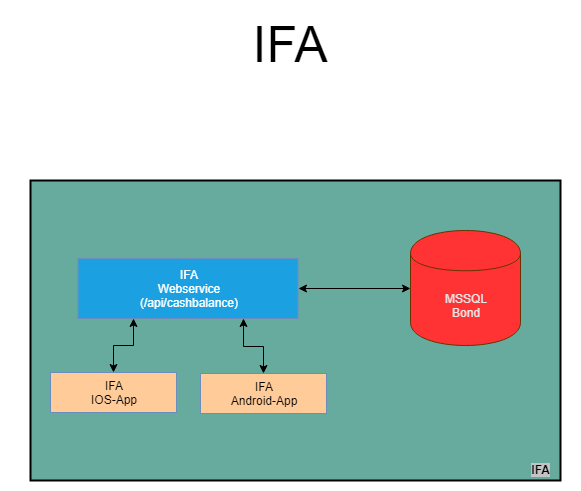 IFA
IFA
Webservice
(/api/cashbalance)
MSSQL
Bond
IFA
IOS-App
IFA
Android-App
IFA